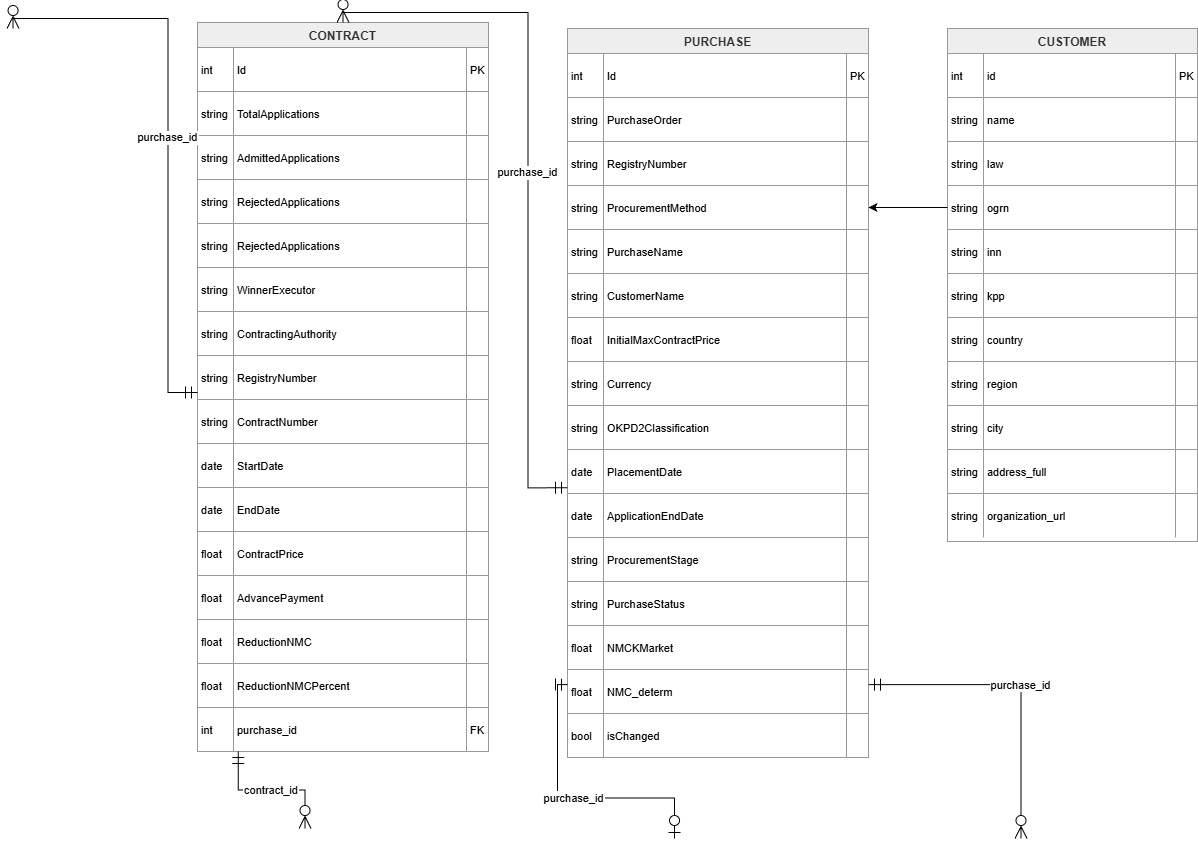 purchase_id
CONTRACT
int Id PK
string TotalApplications
string AdmittedApplications
string RejectedApplications
string RejectedApplications
string WinnerExecutor
string ContractingAuthority
string RegistryNumber
string ContractNumber
date StartDate
date EndDate
float ContractPrice
float AdvancePayment
float ReductionNMC
float ReductionNMCPercent
int purchase_id FK
contract_id
purchase_id
PURCHASE
int Id PK
string PurchaseOrder
string RegistryNumber
string ProcurementMethod
string PurchaseName
string CustomerName
float InitialMaxContractPrice
string Currency
string OKPD2Classification
date PlacementDate
date ApplicationEndDate
string ProcurementStage
string PurchaseStatus
float NMCKMarket
float NMC_determ
bool isChanged
purchase_id
CUSTOMER
int id PK
string name
string law
string ogrn
string inn
string kpp
string country
string region
string city
string address_full
string organization_url
purchase_id